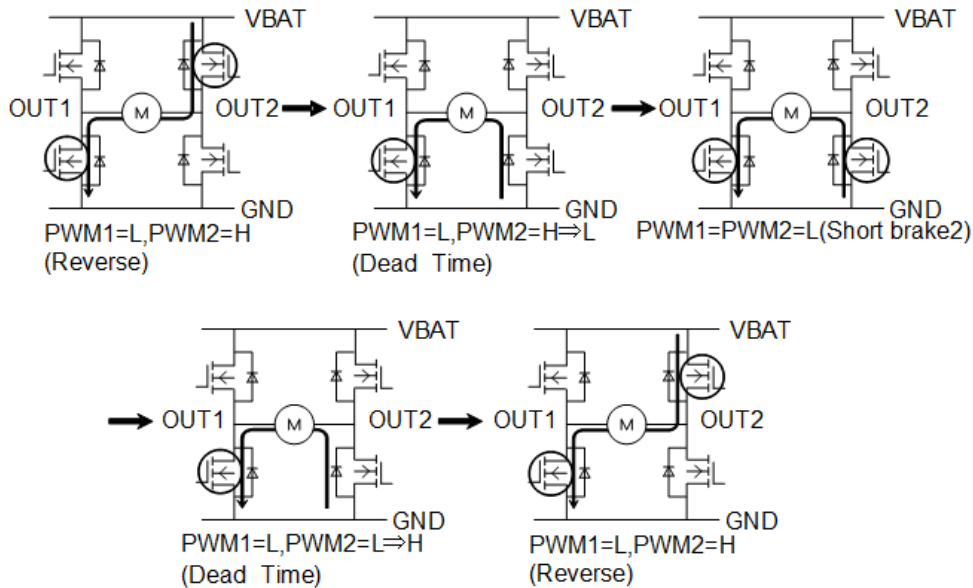 VBAT
VBAT
VBAT
OUT1
M
OUT2
OUT1
M
OUT2
OUT1
M
OUT2
GND
GND
GND
PWM1=L,PWM2=H
(Reverse)
PWM1=L,PWM2=H⇒L
(Dead Time)
PWM1=PWM2=L(Short brake2)
VBAT
VBAT
OUT1
M
OUT2
OUT1
M
OUT2
GND
GND
PWM1=L,PWM2=L⇒H
(Dead Time)
PWM1=L,PWM2=H
(Reverse)